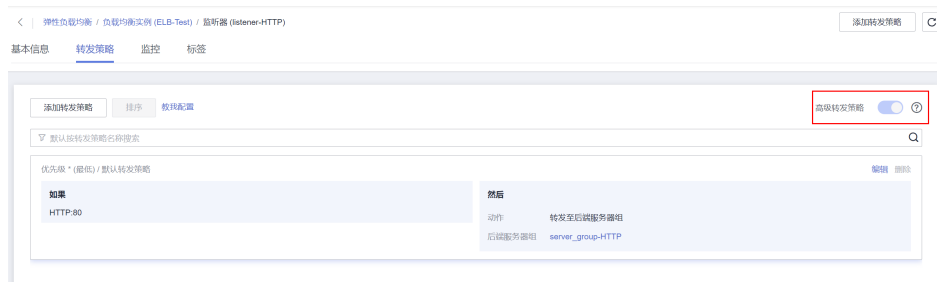 弹性负载均衡 / 负载均衡实例 (ELB-Test) / 监听器 (listener-HTTP)
添加转发策略
基本信息 转发策略 监控 标签
添加转发策略 排序 教我配置
高级转发策略
默认按转发策略名称搜索
优先级 * (最低) / 默认转发策略
编辑 删除
如果
HTTP:80
然后
动作 转发至后端服务器组
后端服务器组 server_group-HTTP